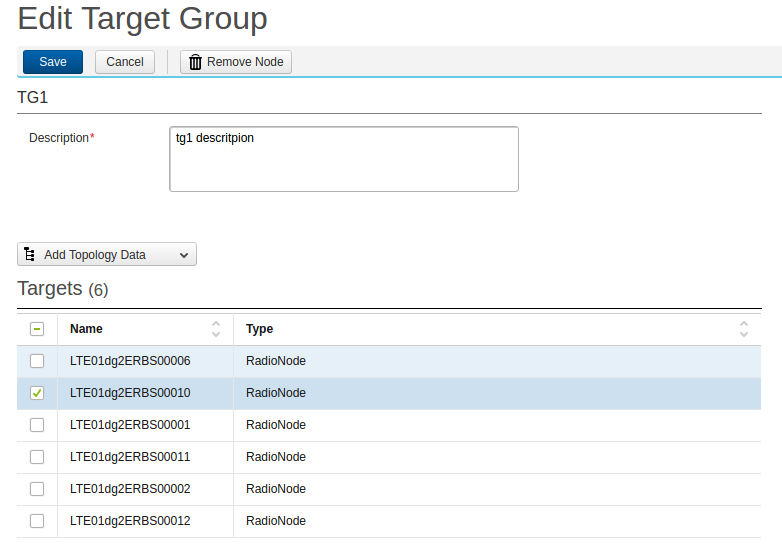 Edit Target Group
Save Cancel Remove Node
TG1
Description* tg1 descritpion
Add Topology Data
Targets (6)
Name Type
LTE01dg2ERBS00006 RadioNode
LTE01dg2ERBS00010 RadioNode
LTE01dg2ERBS00001 RadioNode
LTE01dg2ERBS00011 RadioNode
LTE01dg2ERBS00002 RadioNode
LTE01dg2ERBS00012 RadioNode